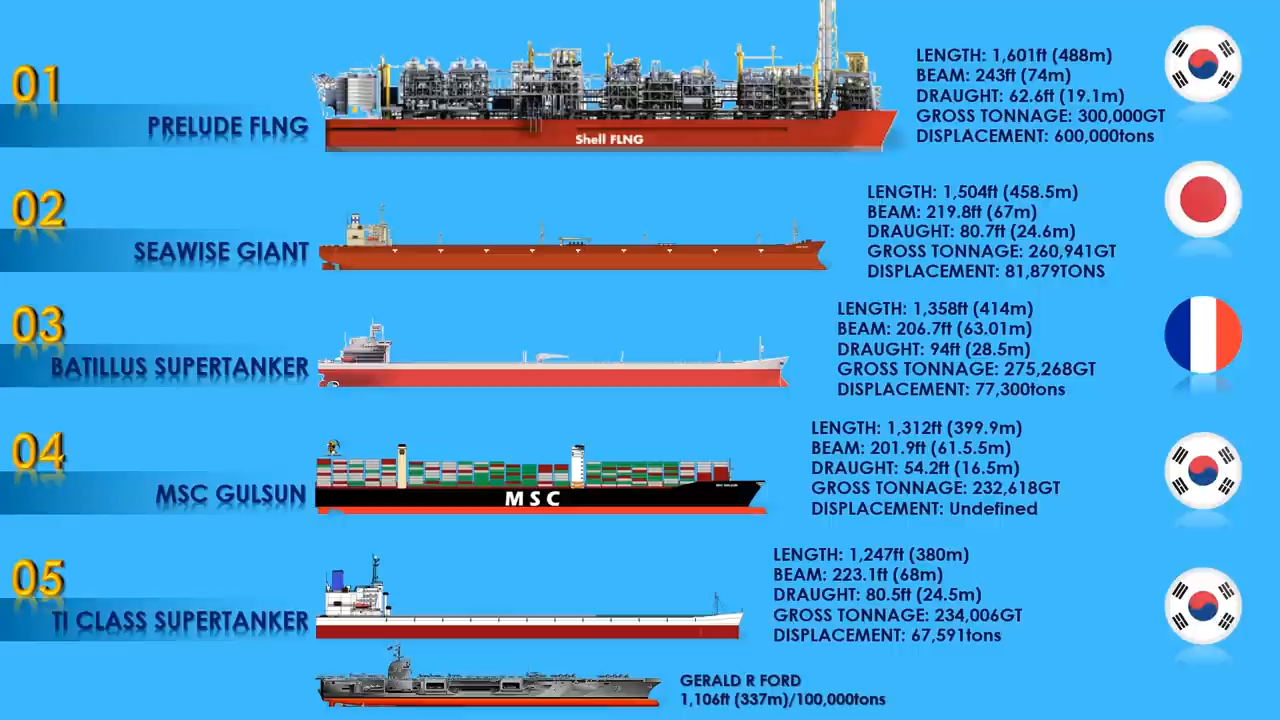 01
PRELUDE FLNG
Shell FLNG
LENGTH: 1,601ft (488m)
BEAM: 243ft (74m)
DRAUGHT: 62.6ft (19.1m)
GROSS TONNAGE: 300,000GT
DISPLACEMENT: 600,000tons
02
SEAWISE GIANT
LENGTH: 1,504ft (458.5m)
BEAM: 219.8ft (67m)
DRAUGHT: 80.7ft (24.6m)
GROSS TONNAGE: 260,941GT
DISPLACEMENT: 81,879TONS
03
BATILLUS SUPERTANKER
LENGTH: 1,358ft (414m)
BEAM: 206.7ft (63.01m)
DRAUGHT: 94ft (28.5m)
GROSS TONNAGE: 275,268GT
DISPLACEMENT: 77,300tons
04
MSC GULSUN
MSC
LENGTH: 1,312ft (399.9m)
BEAM: 201.9ft (61.5.5m)
DRAUGHT: 54.2ft (16.5m)
GROSS TONNAGE: 232,618GT
DISPLACEMENT: Undefined
05
TI CLASS SUPERTANKER
LENGTH: 1,247ft (380m)
BEAM: 223.1ft (68m)
DRAUGHT: 80.5ft (24.5m)
GROSS TONNAGE: 234,006GT
DISPLACEMENT: 67,591tons
GERALD R FORD
1,106ft (337m)/100,000tons